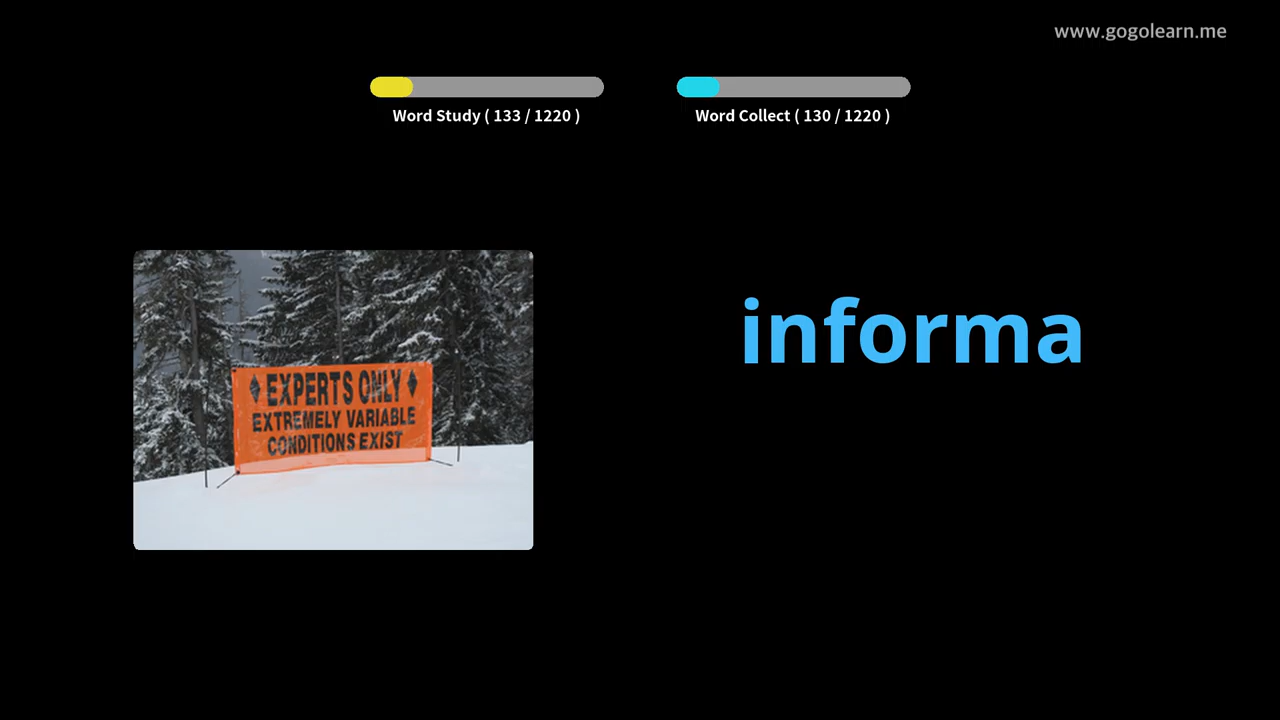 www.gogolearn.me
Word Study ( 133 / 1220 )
Word Collect ( 130 / 1220 )
EXPERTS ONLY
EXTREMELY VARIABLE
CONDITIONS EXIST
informa